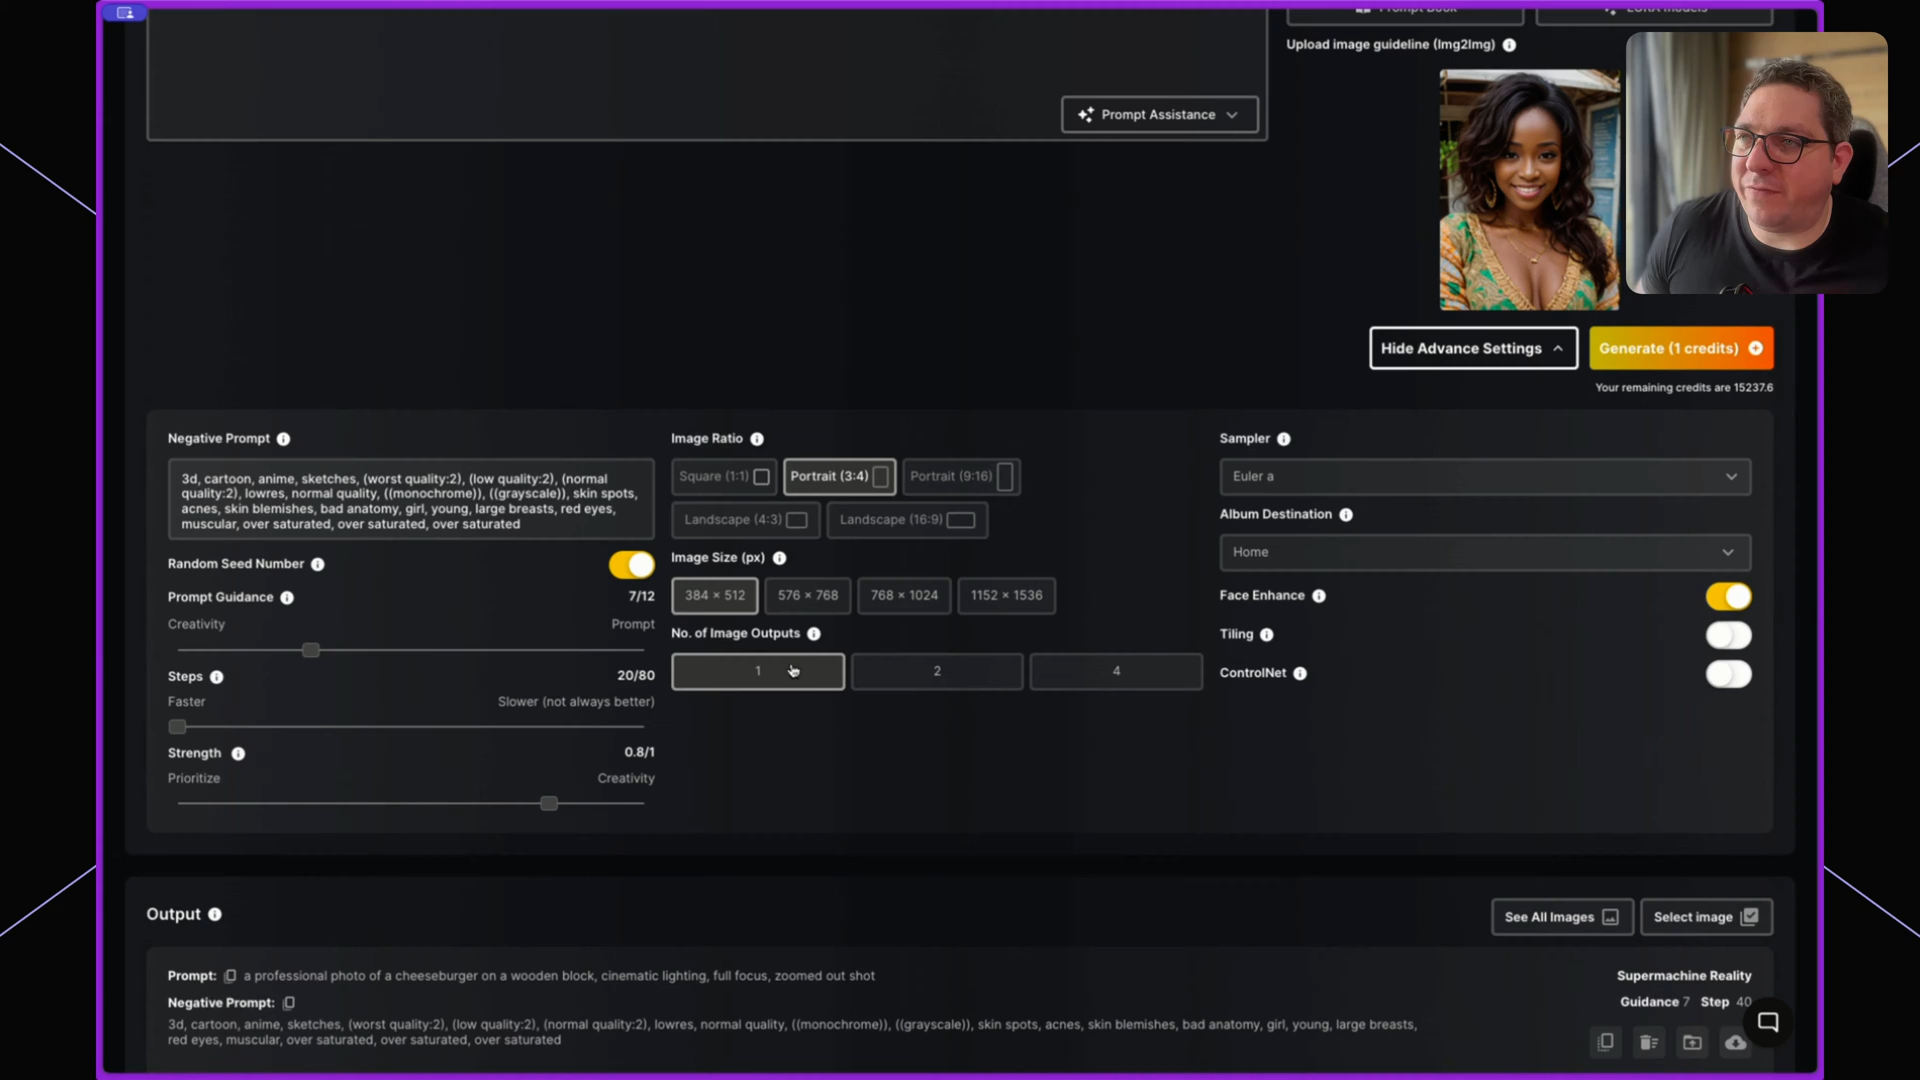 Prompt Book
LORA models
Upload image guideline (Img2Img)
Prompt Assistance
Hide Advance Settings
Generate (1 credits)
Your remaining credits are 15237.6
Negative Prompt
3d, cartoon, anime, sketches, (worst quality:2), (low quality:2), (normal
quality:2), lowres, normal quality, ((monochrome)), ((grayscale)), skin spots,
acnes, skin blemishes, bad anatomy, girl, young, large breasts, red eyes,
muscular, over saturated, over saturated, over saturated
Random Seed Number
Prompt Guidance
7/12
Creativity
Prompt
Steps
20/80
Faster
Slower (not always better)
Strength
0.8/1
Prioritize
Creativity
Image Ratio
Square (1:1)
Portrait (3:4)
Portrait (9:16)
Landscape (4:3)
Landscape (16:9)
Image Size (px)
384 × 512
576 × 768
768 × 1024
1152 × 1536
No. of Image Outputs
1
2
4
Sampler
Euler a
Album Destination
Home
Face Enhance
Tiling
ControlNet
Output
See All Images
Select image
Prompt: a professional photo of a cheeseburger on a wooden block, cinematic lighting, full focus, zoomed out shot
Supermachine Reality
Negative Prompt:
Guidance 7 Step 40
3d, cartoon, anime, sketches, (worst quality:2), (low quality:2), (normal quality:2), lowres, normal quality, ((monochrome)), ((grayscale)), skin spots, acnes, skin blemishes, bad anatomy, girl, young, large breasts,
red eyes, muscular, over saturated, over saturated, over saturated